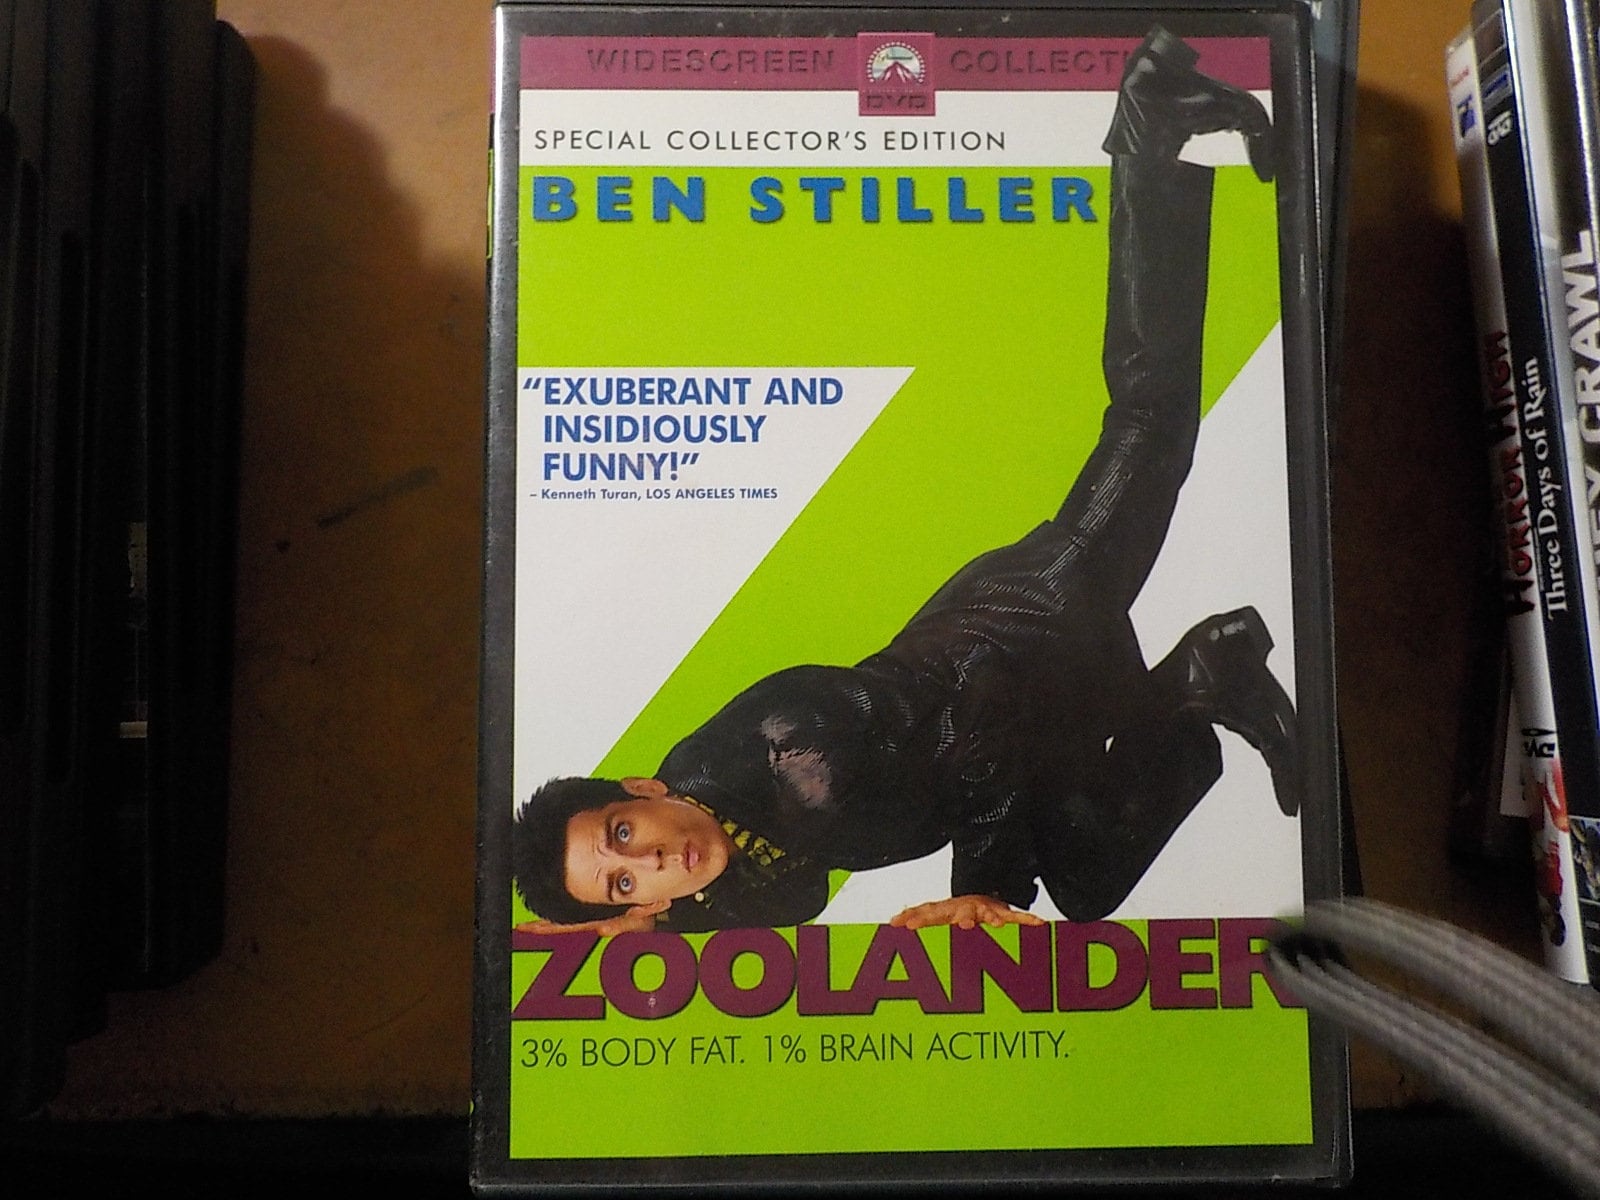 WIDESCREEN
DVD
COLLECTI
SPECIAL COLLECTOR'S EDITION
BEN STILLER
"EXUBERANT AND
INSIDIOUSLY
FUNNY!"
– Kenneth Turan, LOS ANGELES TIMES
ZOOLANDER
3% BODY FAT. 1% BRAIN ACTIVITY.
HORROR HIGH
Three Days of Rain
CRAWL